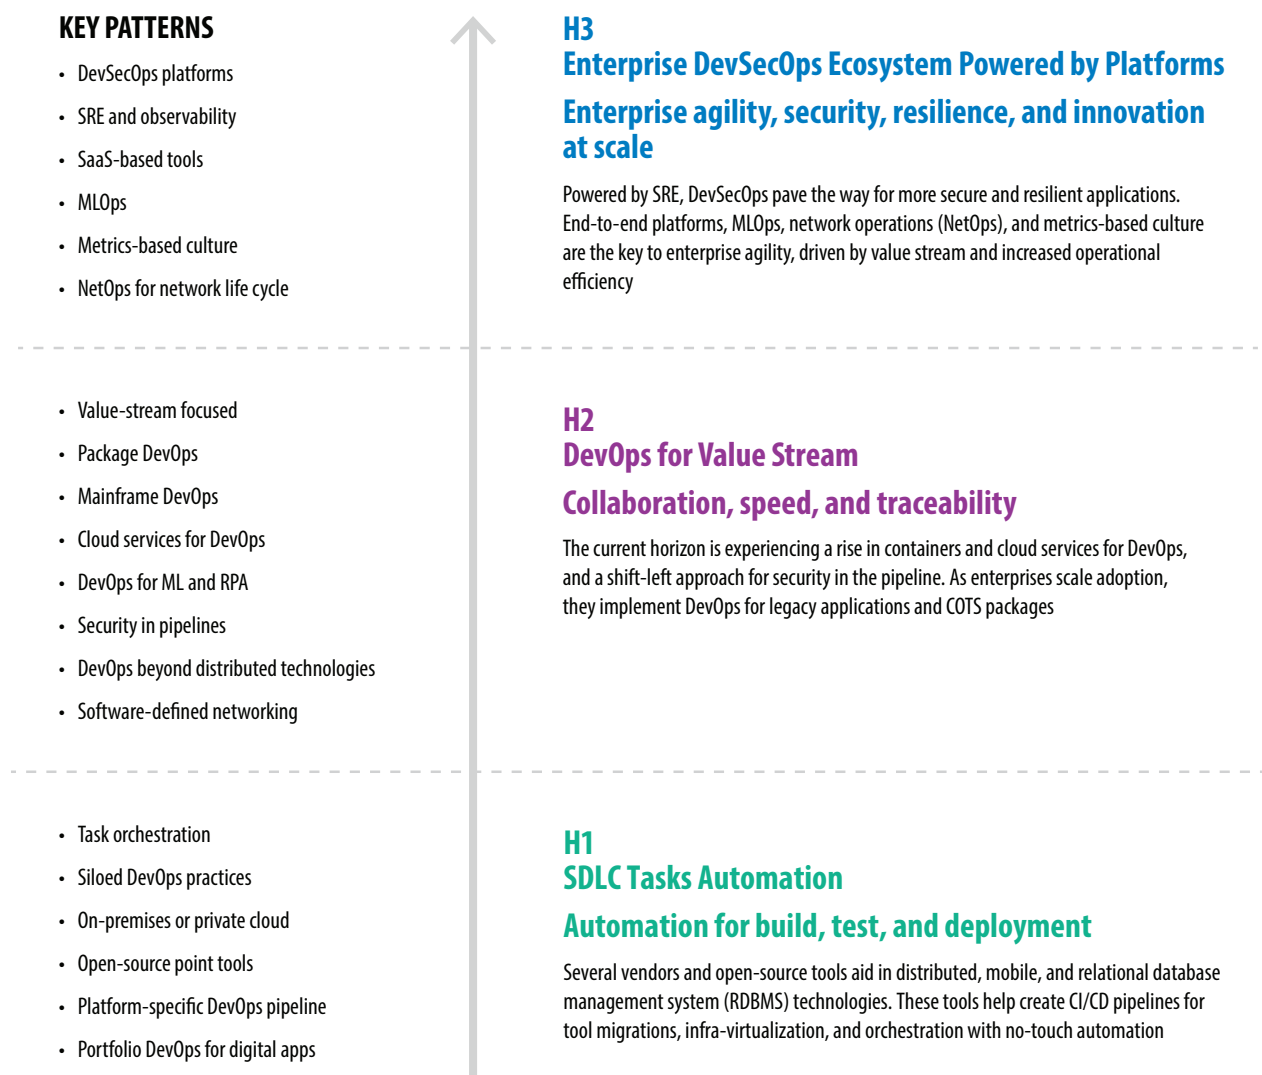 KEY PATTERNS
• DevSecOps platforms
• SRE and observability
• SaaS-based tools
• MLOps
• Metrics-based culture
• NetOps for network life cycle
H3
Enterprise DevSecOps Ecosystem Powered by Platforms
Enterprise agility, security, resilience, and innovation
at scale
Powered by SRE, DevSecOps pave the way for more secure and resilient applications.
End-to-end platforms, MLOps, network operations (NetOps), and metrics-based culture
are the key to enterprise agility, driven by value stream and increased operational
efficiency
• Value-stream focused
• Package DevOps
• Mainframe DevOps
• Cloud services for DevOps
• DevOps for ML and RPA
• Security in pipelines
• DevOps beyond distributed technologies
• Software-defined networking
H2
DevOps for Value Stream
Collaboration, speed, and traceability
The current horizon is experiencing a rise in containers and cloud services for DevOps,
and a shift-left approach for security in the pipeline. As enterprises scale adoption,
they implement DevOps for legacy applications and COTS packages
• Task orchestration
• Siloed DevOps practices
• On-premises or private cloud
• Open-source point tools
• Platform-specific DevOps pipeline
• Portfolio DevOps for digital apps
H1
SDLC Tasks Automation
Automation for build, test, and deployment
Several vendors and open-source tools aid in distributed, mobile, and relational database
management system (RDBMS) technologies. These tools help create CI/CD pipelines for
tool migrations, infra-virtualization, and orchestration with no-touch automation